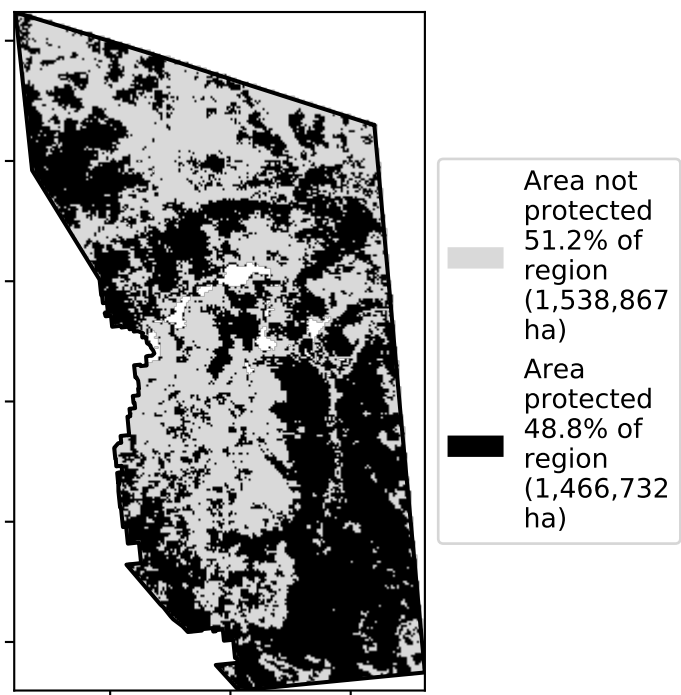 Area not
protected
51.2% of
region
(1,538,867
ha)
Area
protected
48.8% of
region
(1,466,732
ha)